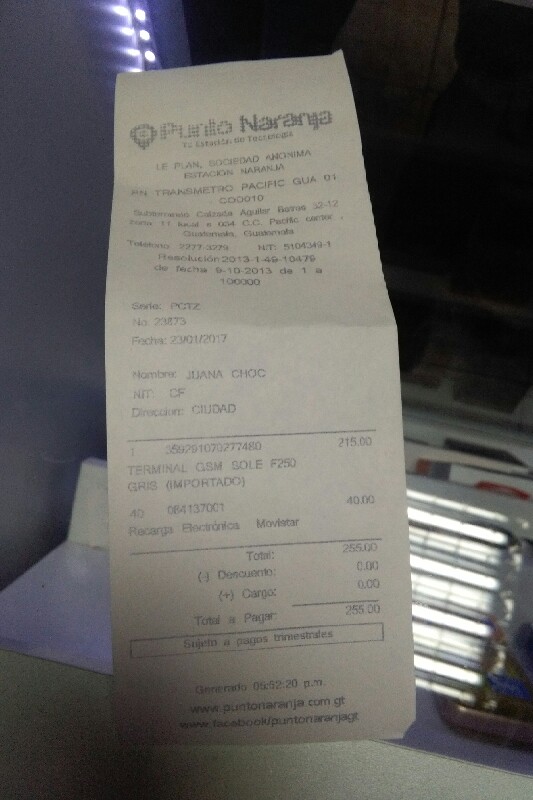 Punto Naranja
Tu Estación de Tecnología
LE PLAN, SOCIEDAD ANONIMA
ESTACION NARANJA
PN TRANSMETRO PACIFIC GUA 01
COD010
Subterraneo Calzada Aguilar Batres 32-12
zona 11 local e 004 C.C. Pacific center ,
Guatemala, Guatemala
Teléfono: 2277-3279 NIT: 5104349-1
Resolución 2013-1-49-10479
de fecha 9-10-2013 de 1 a
100000
Serie: PCTZ
No: 23873
Fecha: 23/01/2017
Nombre: JUANA CHOC
NIT: CF
Direccion: CIUDAD
1 359291070277480 215.00
TERMINAL GSM SOLE F250
GRIS (IMPORTADO)
40 084137001 40.00
Recarga Electrónica Movistar
Total: 255.00
(-) Descuento: 0.00
(+) Cargo: 0.00
Total a Pagar: 255.00
Sujeto a pagos trimestrales
Generado 05:52:20 p.m.
www.puntonaranja.com.gt
www.facebook/puntonaranjagt